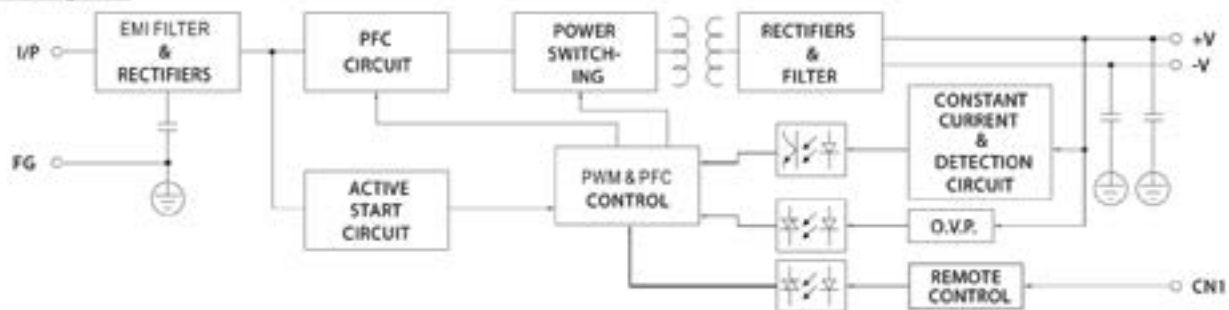 I/P
EMI FILTER
&
RECTIFIERS
PFC
CIRCUIT
POWER
SWITCH-
ING
RECTIFIERS
&
FILTER
+V
-V
CONSTANT
CURRENT
&
DETECTION
CIRCUIT
FG
PWM & PFC
CONTROL
ACTIVE
START
CIRCUIT
O.V.P.
REMOTE
CONTROL
CN1